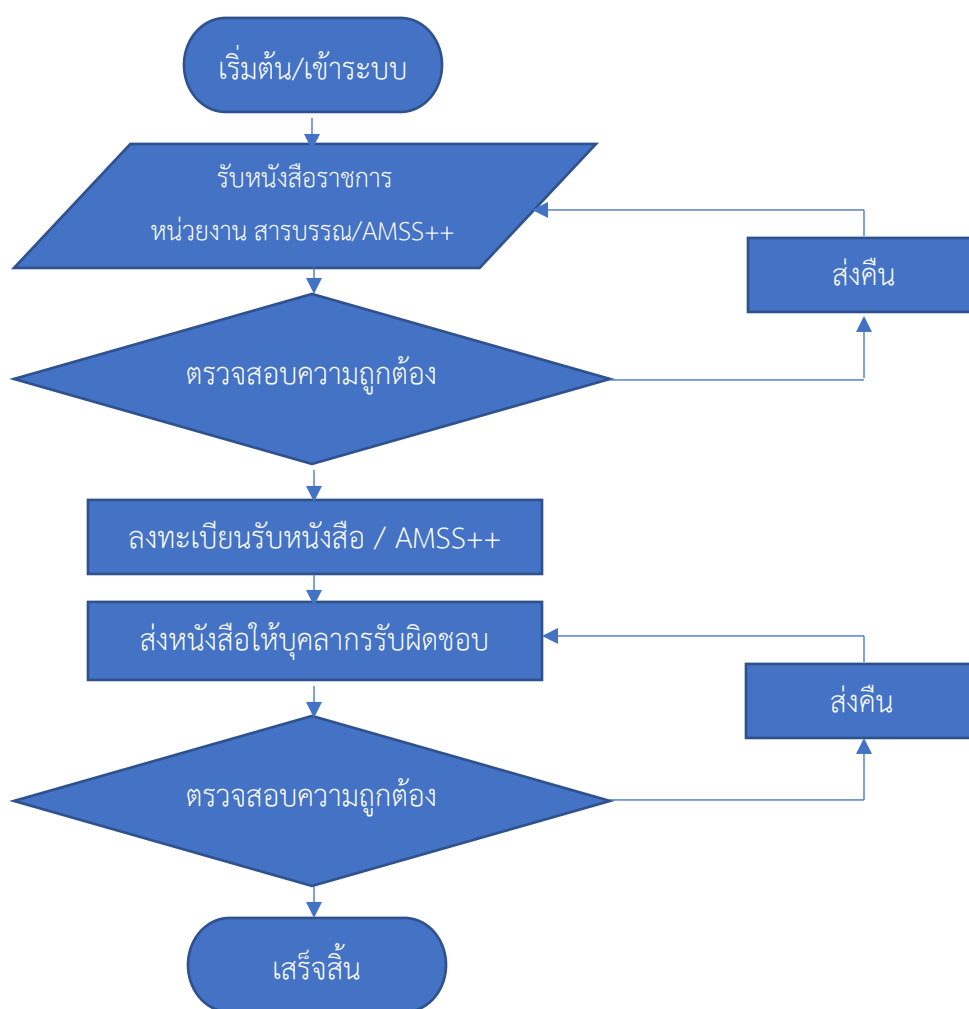 เริ่มต้น/เข้าระบบ
รับหนังสือราชการ
หน่วยงาน สารบรรณ/AMSS++
ส่งคืน
ตรวจสอบความถูกต้อง
ลงทะเบียนรับหนังสือ / AMSS++
ส่งหนังสือให้บุคลากรรับผิดชอบ
ส่งคืน
ตรวจสอบความถูกต้อง
เสร็จสิ้น